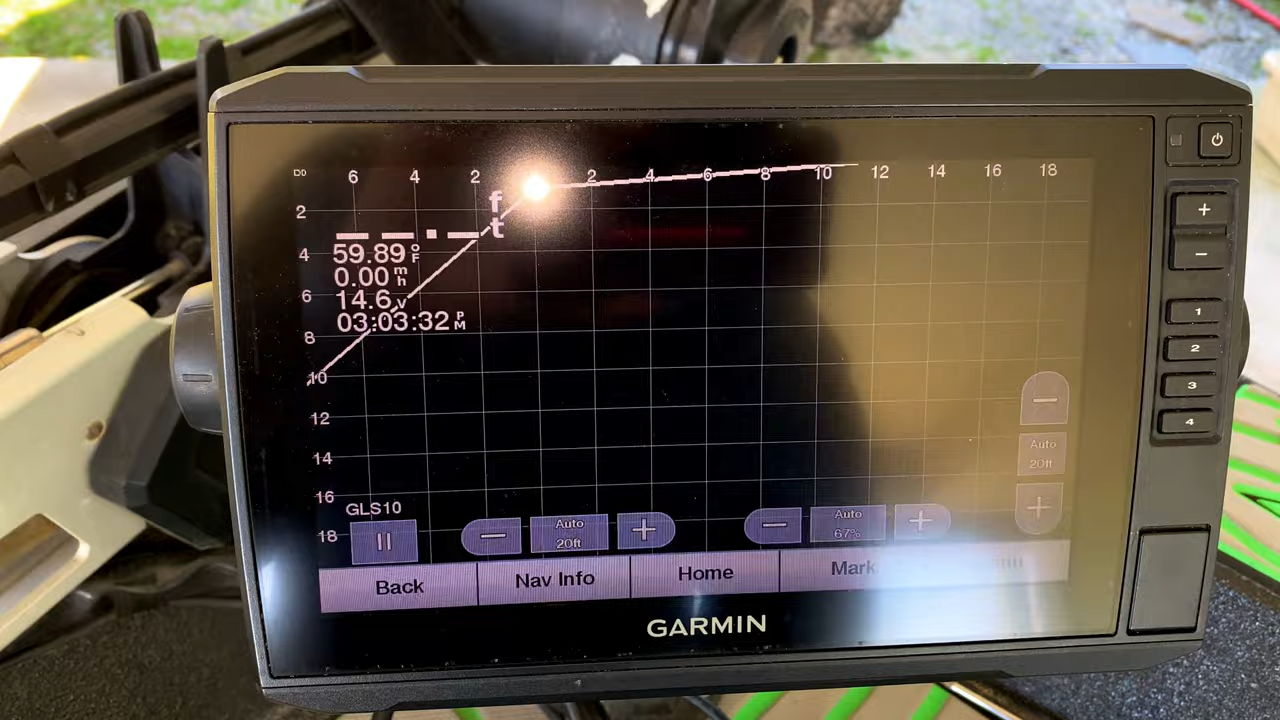 D0 6 4 2 2 4 6 8 10 12 14 16 18
2
4
6
8
10
12
14
16
18
ft
-- --.--
59.89 °F
0.00 mh
14.6 V
03:03:32 PM
GLS10
Auto
20ft
Auto
67%
Auto
20ft
Back Nav Info Home Mark
GARMIN
+
−
1
2
3
4